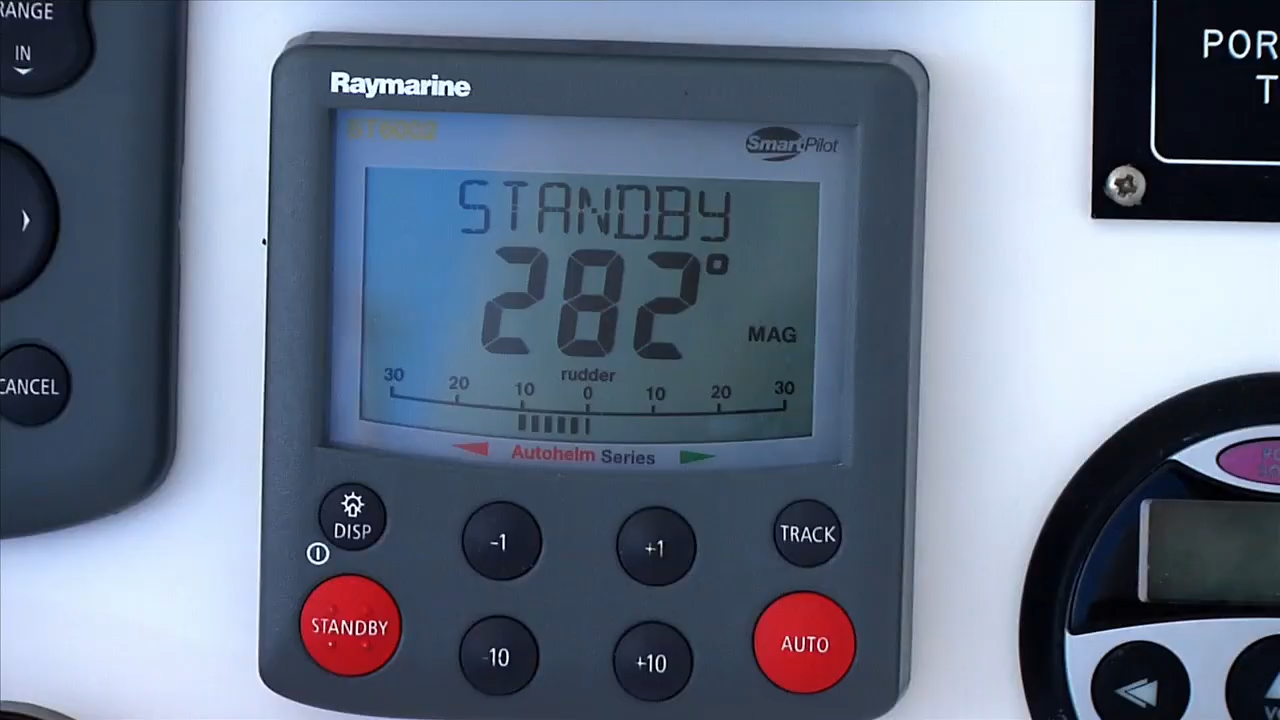 RANGE
IN
CANCEL
Raymarine
ST6002
SmartPilot
STANDBY
282°
MAG
rudder
30 20 10 0 10 20 30
Autohelm Series
DISP
-1
+1
TRACK
STANDBY
-10
+10
AUTO
POR
T